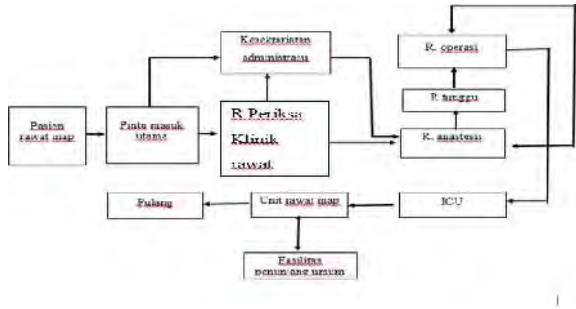 Kesekretariatan
administrasi
R. operasi
R. tunggu
Pasien
rawat inap
Pintu masuk
utama
R Periksa
Klinik
rawat
R. anastesi
Pulang
Unit rawat inap
ICU
Fasilitas
penunjang umum